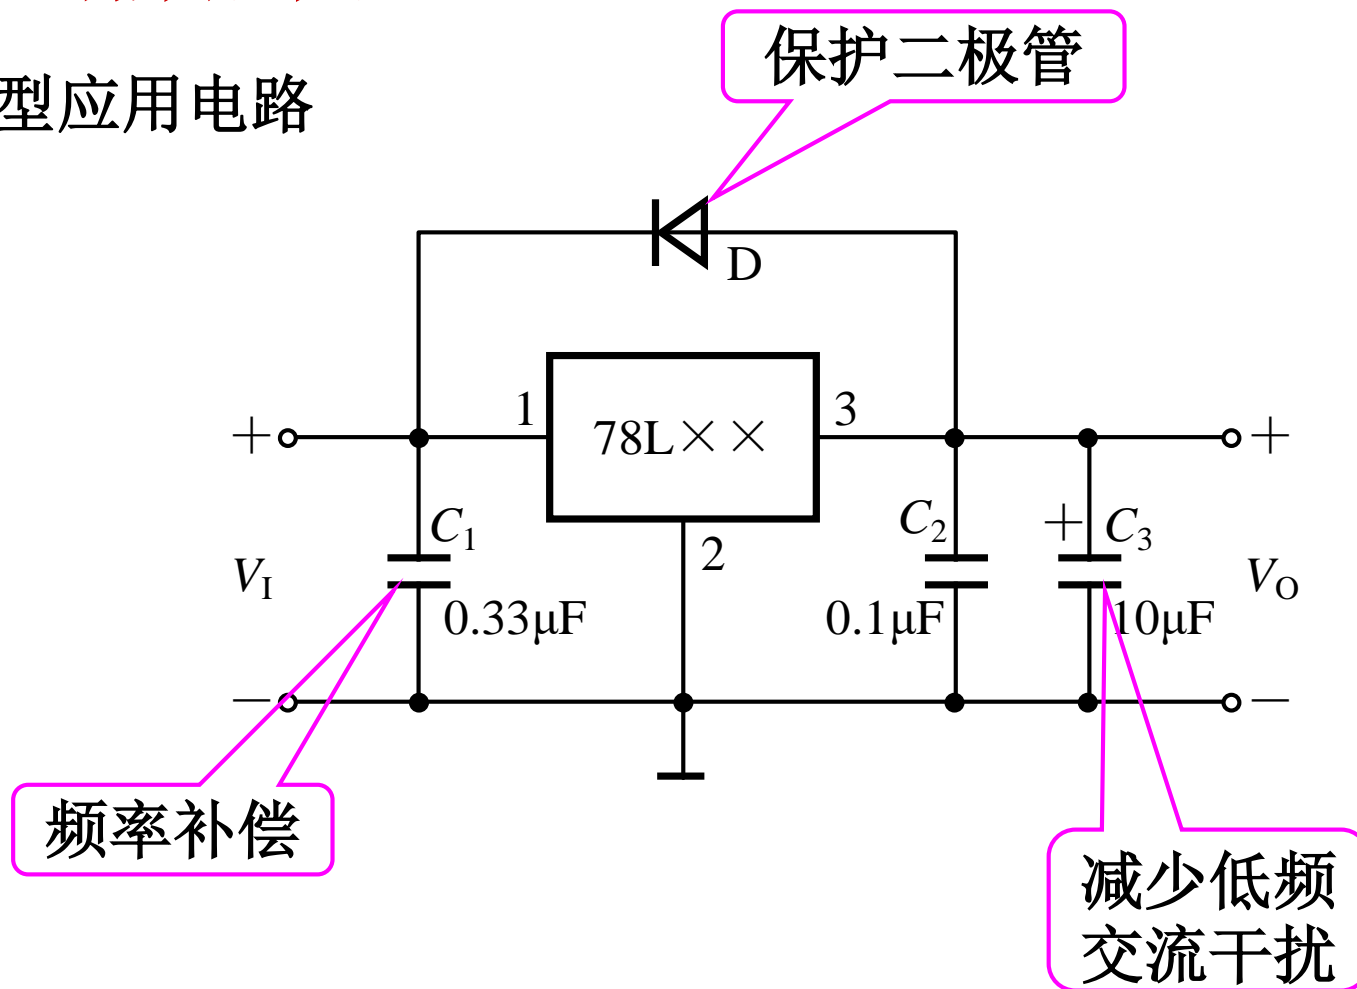 保护二极管
型应用电路
D
1
78L××
3
+
+
C1
2
C2
+
C3
VI
0.33μF
0.1μF
10μF
VO
−
−
频率补偿
减少低频
交流干扰